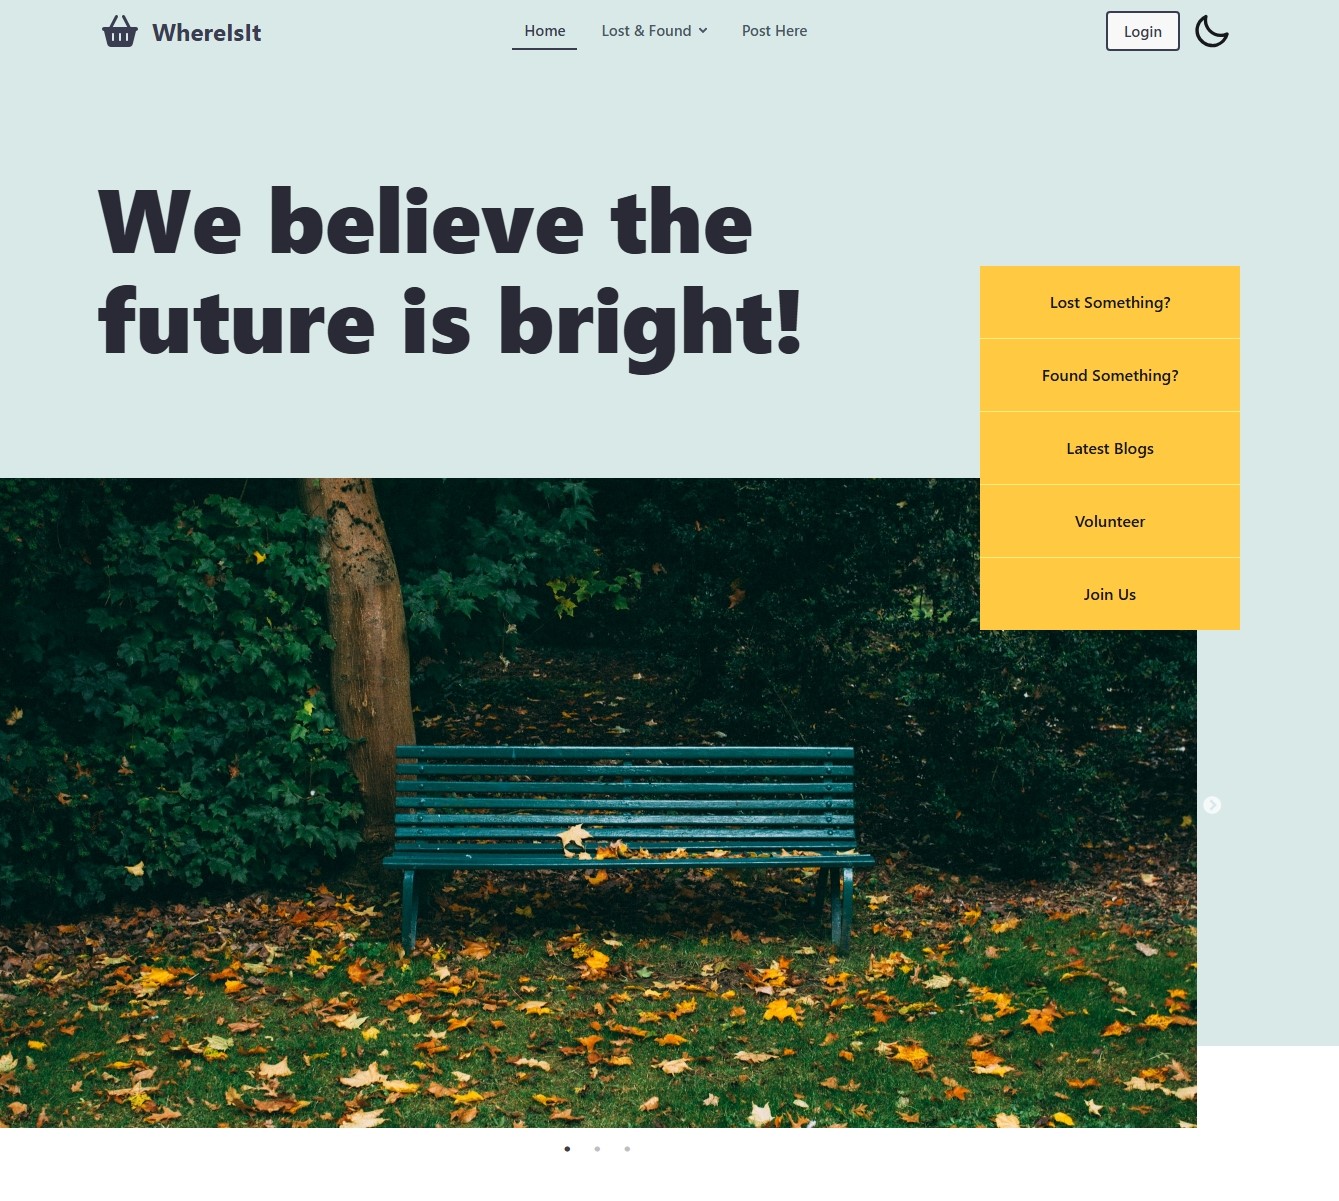 WhereIsIt
Home
Lost & Found
Post Here
Login
We believe the
future is bright!
Lost Something?
Found Something?
Latest Blogs
Volunteer
Join Us